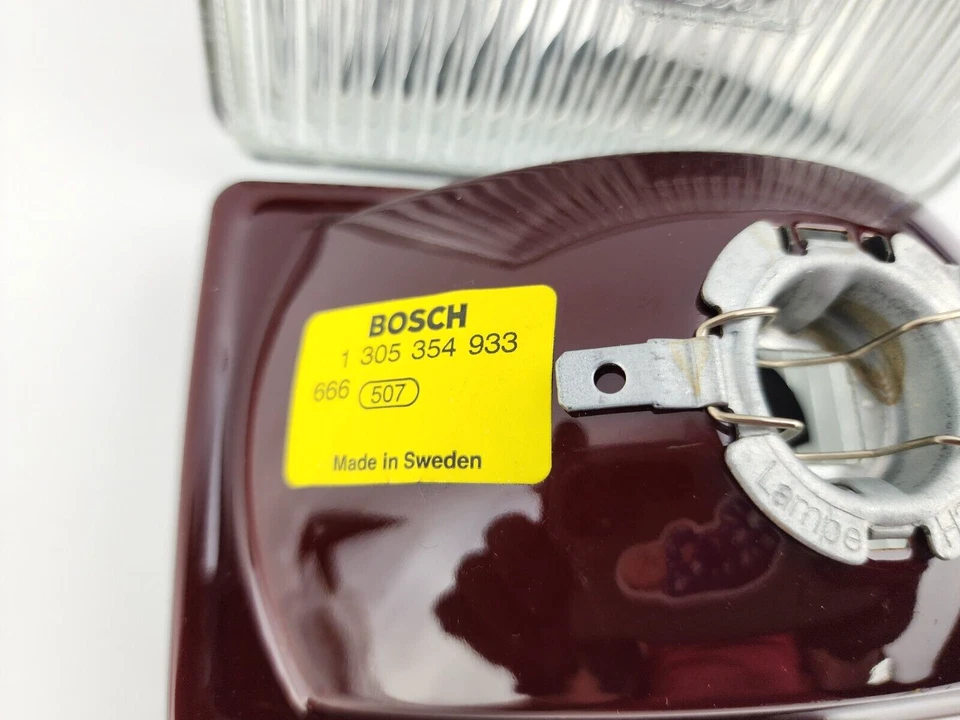 BOSCH
1 305 354 933
666 507
Made in Sweden
Lampe